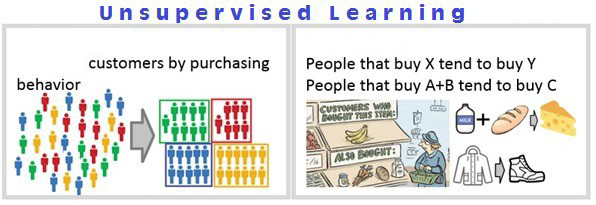 Unsupervised Learning
customers by purchasing
behavior
People that buy X tend to buy Y
People that buy A+B tend to buy C
CUSTOMERS WHO
BOUGHT THIS ITEM:
ALSO BOUGHT:
MILK
+